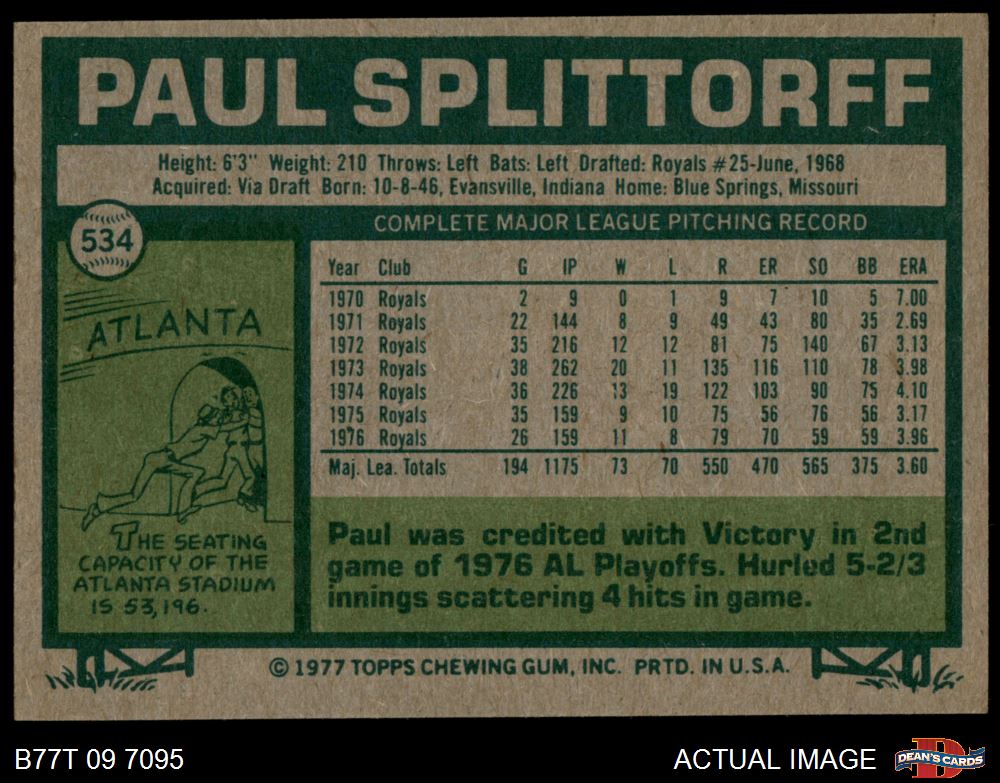 PAUL SPLITTORFF
Height: 6'3" Weight: 210 Throws: Left Bats: Left Drafted: Royals #25-June, 1968
Acquired: Via Draft Born: 10-8-46, Evansville, Indiana Home: Blue Springs, Missouri
534
COMPLETE MAJOR LEAGUE PITCHING RECORD
Year Club G IP W L R ER SO BB ERA
1970 Royals 2 9 0 1 9 7 10 5 7.00
1971 Royals 22 144 8 9 49 43 80 35 2.69
1972 Royals 35 216 12 12 81 75 140 67 3.13
1973 Royals 38 262 20 11 135 116 110 78 3.98
1974 Royals 36 226 13 19 122 103 90 75 4.10
1975 Royals 35 159 9 10 75 56 76 56 3.17
1976 Royals 26 159 11 8 79 70 59 59 3.96
Maj. Lea. Totals 194 1175 73 70 550 470 565 375 3.60
ATLANTA
THE SEATING
CAPACITY OF THE
ATLANTA STADIUM
IS 53,196.
Paul was credited with Victory in 2nd
game of 1976 AL Playoffs. Hurled 5-2/3
innings scattering 4 hits in game.
© 1977 TOPPS CHEWING GUM, INC. PRTD. IN U.S.A.
B77T 09 7095
ACTUAL IMAGE
D
DEAN'S CARDS